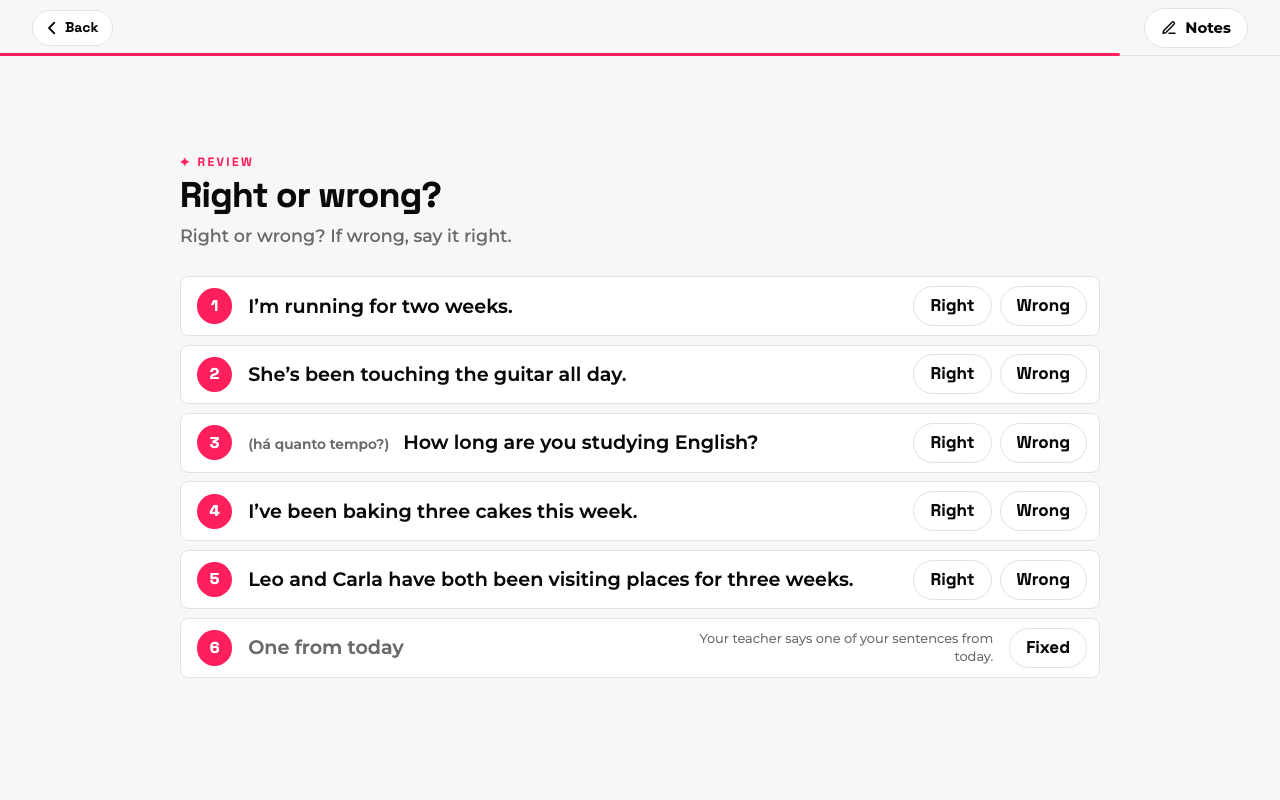 Back
Notes
✦ REVIEW
Right or wrong?
Right or wrong? If wrong, say it right.
1 I’m running for two weeks. Right Wrong
2 She’s been touching the guitar all day. Right Wrong
3 (há quanto tempo?) How long are you studying English? Right Wrong
4 I’ve been baking three cakes this week. Right Wrong
5 Leo and Carla have both been visiting places for three weeks. Right Wrong
6 One from today Your teacher says one of your sentences from
today. Fixed